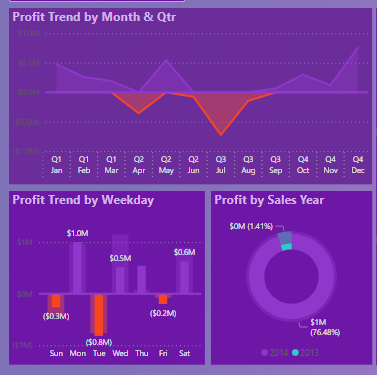 Profit Trend by Month & Qtr
$1.0M
$0.5M
$0.0M
($0.5M)
($1.0M)
Q1 Q1 Q1 Q2 Q2 Q2 Q3 Q3 Q3 Q4 Q4 Q4
Jan Feb Mar Apr May Jun Jul Aug Sep Oct Nov Dec
Profit Trend by Weekday
$1M
$0M
($1M)
$1.0M
$0.5M
$0.6M
($0.3M)
($0.8M)
($0.2M)
Sun Mon Tue Wed Thu Fri Sat
Profit by Sales Year
$0M (1.41%)
$1M
(76.48%)
2014 2013